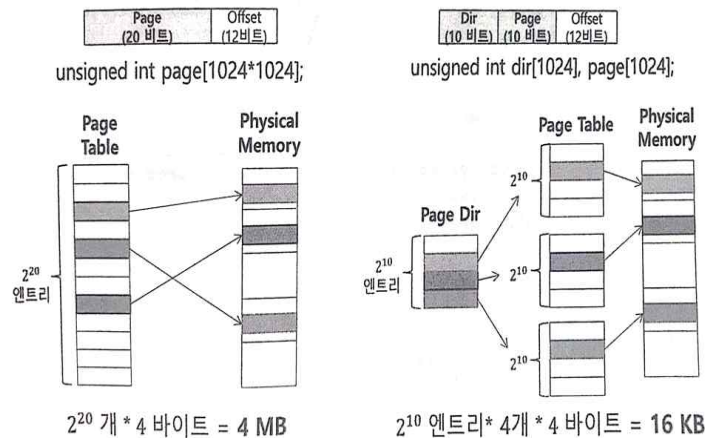 Page Offset
(20 비트) (12비트)
unsigned int page[1024*1024];
Page
Table
Physical
Memory
2^20
엔트리
2^20 개 * 4 바이트 = 4 MB
Dir Page Offset
(10 비트) (10 비트) (12비트)
unsigned int dir[1024], page[1024];
Page Table
Physical
Memory
Page Dir
2^10
엔트리
2^10
2^10
2^10
2^10 엔트리* 4개 * 4 바이트 = 16 KB